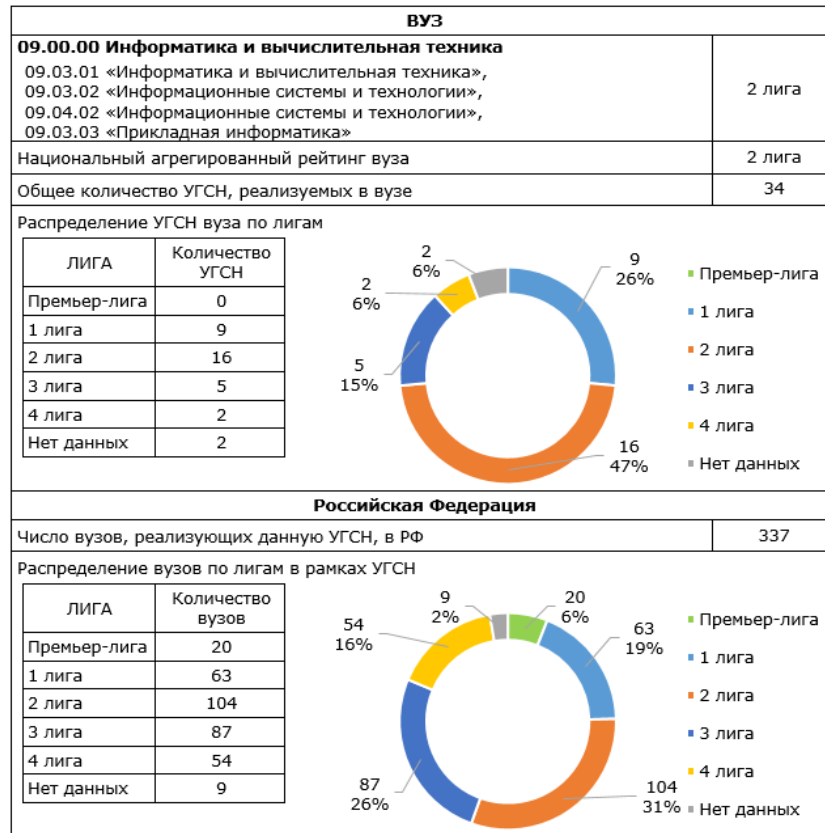 ВУЗ
09.00.00 Информатика и вычислительная техника
09.03.01 «Информатика и вычислительная техника»,
09.03.02 «Информационные системы и технологии»,
09.04.02 «Информационные системы и технологии»,
09.03.03 «Прикладная информатика»
2 лига
Национальный агрегированный рейтинг вуза 2 лига
Общее количество УГСН, реализуемых в вузе 34
Распределение УГСН вуза по лигам
ЛИГА Количество
УГСН
Премьер-лига 0
1 лига 9
2 лига 16
3 лига 5
4 лига 2
Нет данных 2
2
6%
9
26%
2
6%
5
15%
16
47%
Премьер-лига
1 лига
2 лига
3 лига
4 лига
Нет данных
Российская Федерация
Число вузов, реализующих данную УГСН, в РФ 337
Распределение вузов по лигам в рамках УГСН
ЛИГА Количество
вузов
Премьер-лига 20
1 лига 63
2 лига 104
3 лига 87
4 лига 54
Нет данных 9
9
2%
20
6%
54
16%
63
19%
87
26%
104
31%
Премьер-лига
1 лига
2 лига
3 лига
4 лига
Нет данных